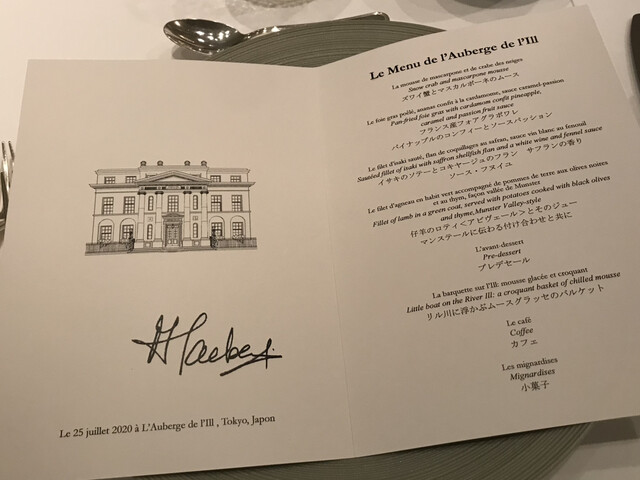 Le 25 juillet 2020 à L'Auberge de l'Ill , Tokyo, Japon
Le Menu de l'Auberge de l'Ill
La mousse de mascarpone et de crabe des neiges
Snow crab and mascarpone mousse
ズワイ蟹とマスカルポーネのムース
Le foie gras poêlé, ananas confit à la cardamome, sauce caramel-passion
Pan-fried foie gras with cardamom confit pineapple,
caramel and passion fruit sauce
フランス産フォアグラポワレ
パイナップルのコンフィーとソースパッション
Le filet d'isaki sauté, flan de coquillages au safran, sauce vin blanc au fenouil
Sautéed fillet of isaki with saffron shellfish flan and a white wine and fennel sauce
イサキのソテーとコキヤージュのフラン サフランの香り
ソース・フヌイユ
Le filet d'agneau en habit vert accompagné de pommes de terre aux olives noires
et au thym, façon vallée de Munster
Fillet of lamb in a green coat, served with potatoes cooked with black olives
and thyme, Munster Valley-style
仔羊のロティ＜アビヴェール＞とそのジュー
マンステールに伝わる付け合わせと共に
L'avant-dessert
Pre-dessert
プレデセール
La barquette sur l'Ill: mousse glacée et croquant
Little boat on the River Ill: a croquant basket of chilled mousse
リル川に浮かぶムースグラッセのバルケット
Le café
Coffee
カフェ
Les mignardises
Mignardises
小菓子